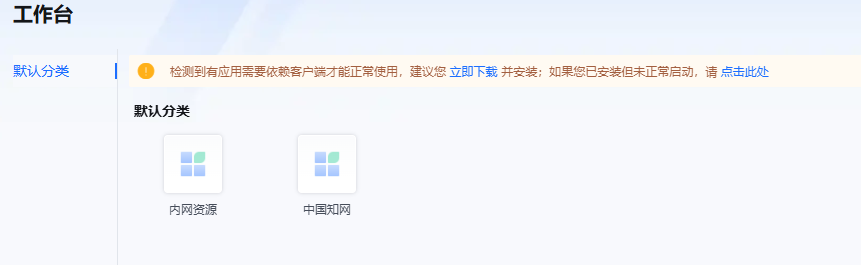 工作台
默认分类
检测到有应用需要依赖客户端才能正常使用，建议您 立即下载 并安装；如果您已安装但未正常启动，请 点击此处
默认分类
内网资源 中国知网